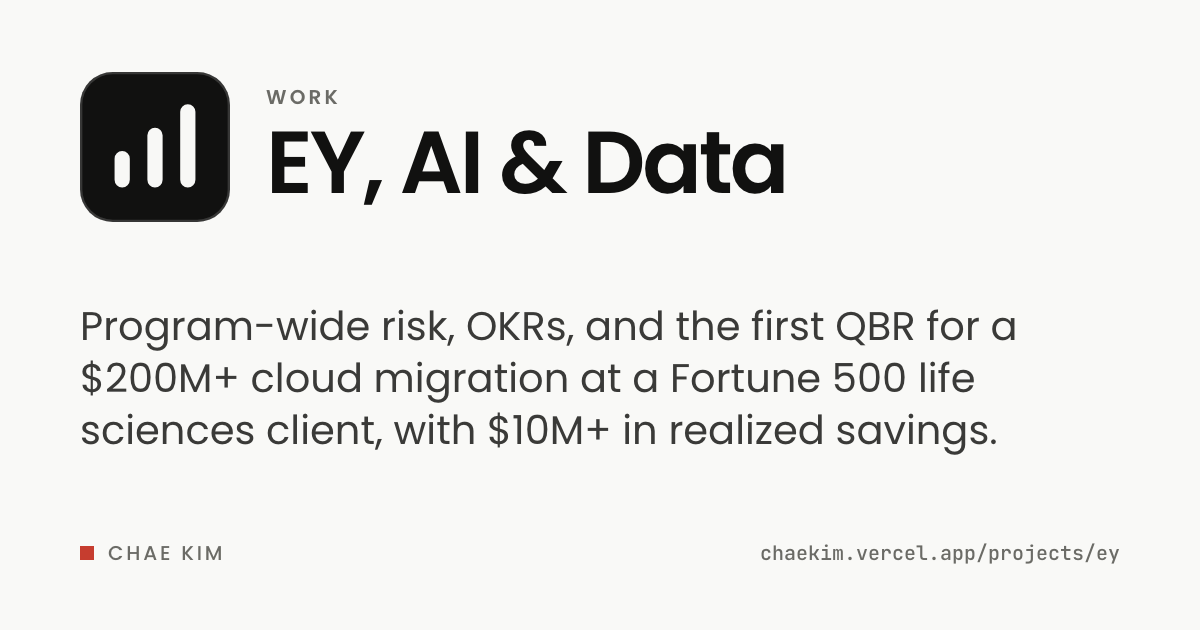 WORK
EY, AI & Data
Program-wide risk, OKRs, and the first QBR for a
$200M+ cloud migration at a Fortune 500 life
sciences client, with $10M+ in realized savings.
CHAE KIM
chaekim.vercel.app/projects/ey